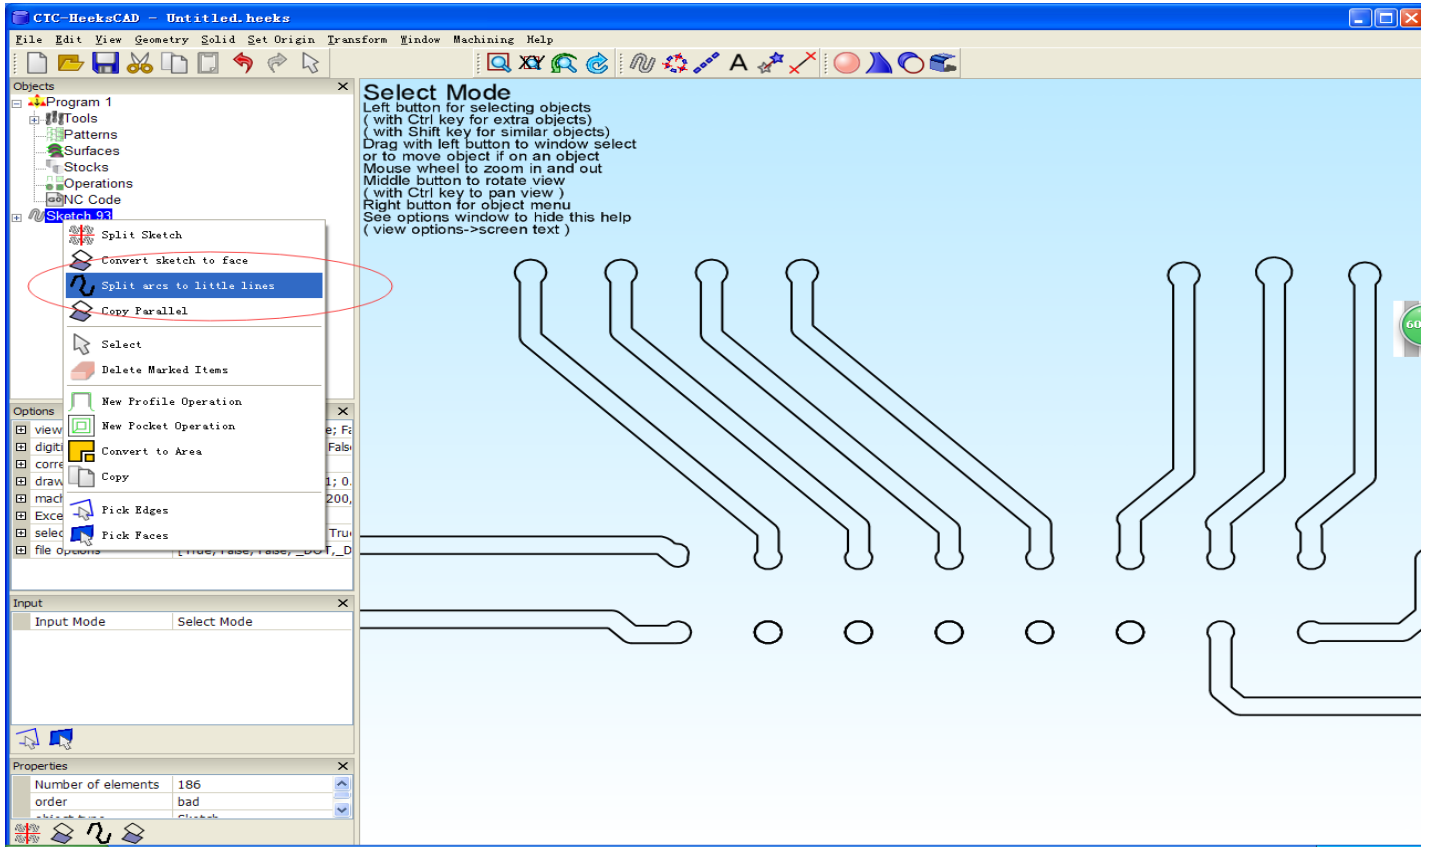 CTC-HeeksCAD - Untitled.heeks
File Edit View Geometry Solid Set Origin Transform Window Machining Help
Objects
Program 1
Tools
Patterns
Surfaces
Stocks
Operations
NC Code
Sketch 93
Split Sketch
Convert sketch to face
Split arcs to little lines
Copy Parallel
Select
Delete Marked Items
New Profile Operation
New Pocket Operation
Convert to Area
Copy
Pick Edges
Pick Faces
Select Mode
Left button for selecting objects
( with Ctrl key for extra objects)
( with Shift key for similar objects)
Drag with left button to window select
or to move object if on an object
Mouse wheel to zoom in and out
Middle button to rotate view
( with Ctrl key to pan view )
Right button for object menu
See options window to hide this help
( view options->screen text )
60
Options
view
digiti
corre
draw 1; 0.
mach 200,
Exce
selec Tru
file options
Input
Input Mode Select Mode
Properties
Number of elements 186
order bad